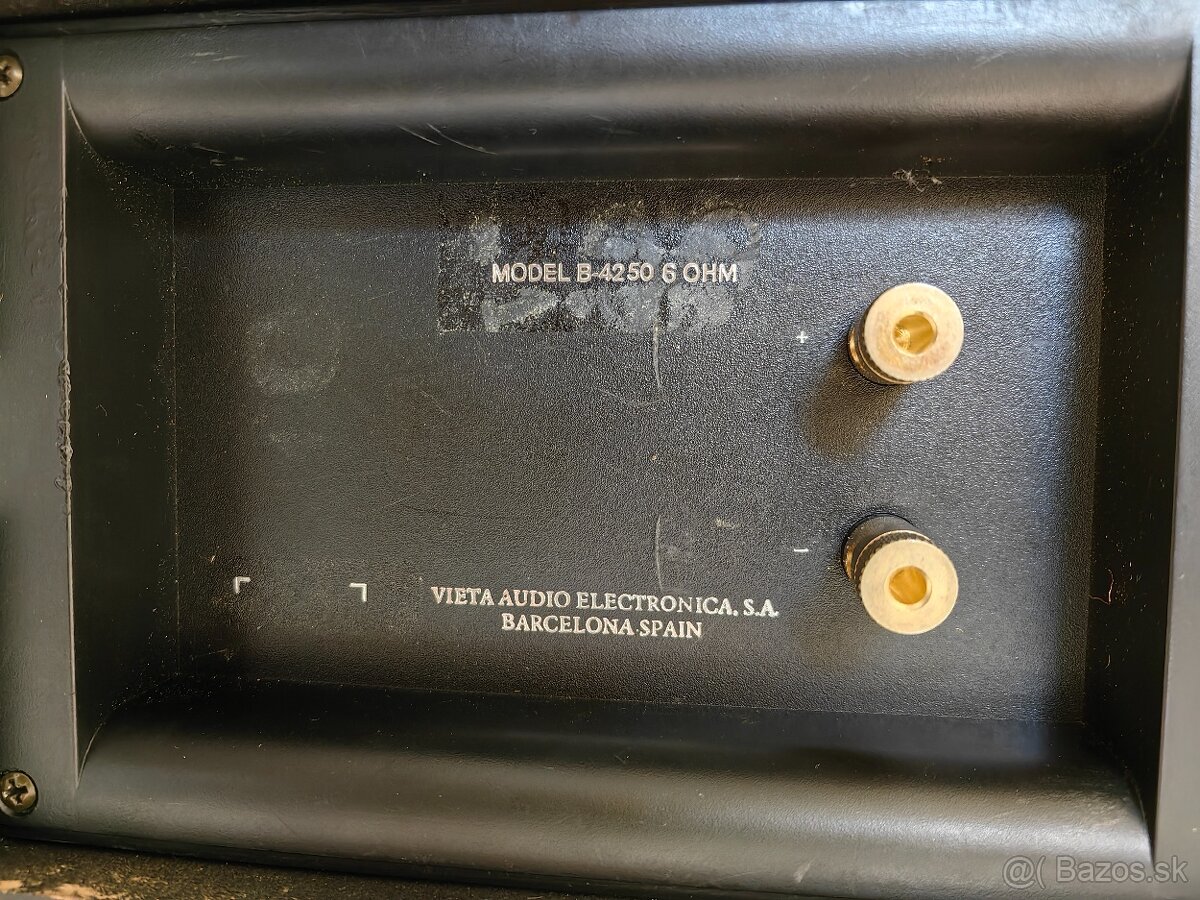 MODEL B-4250 6 OHM
+
–
VIETA AUDIO ELECTRONICA, S.A.
BARCELONA-SPAIN
@( Bazos.sk